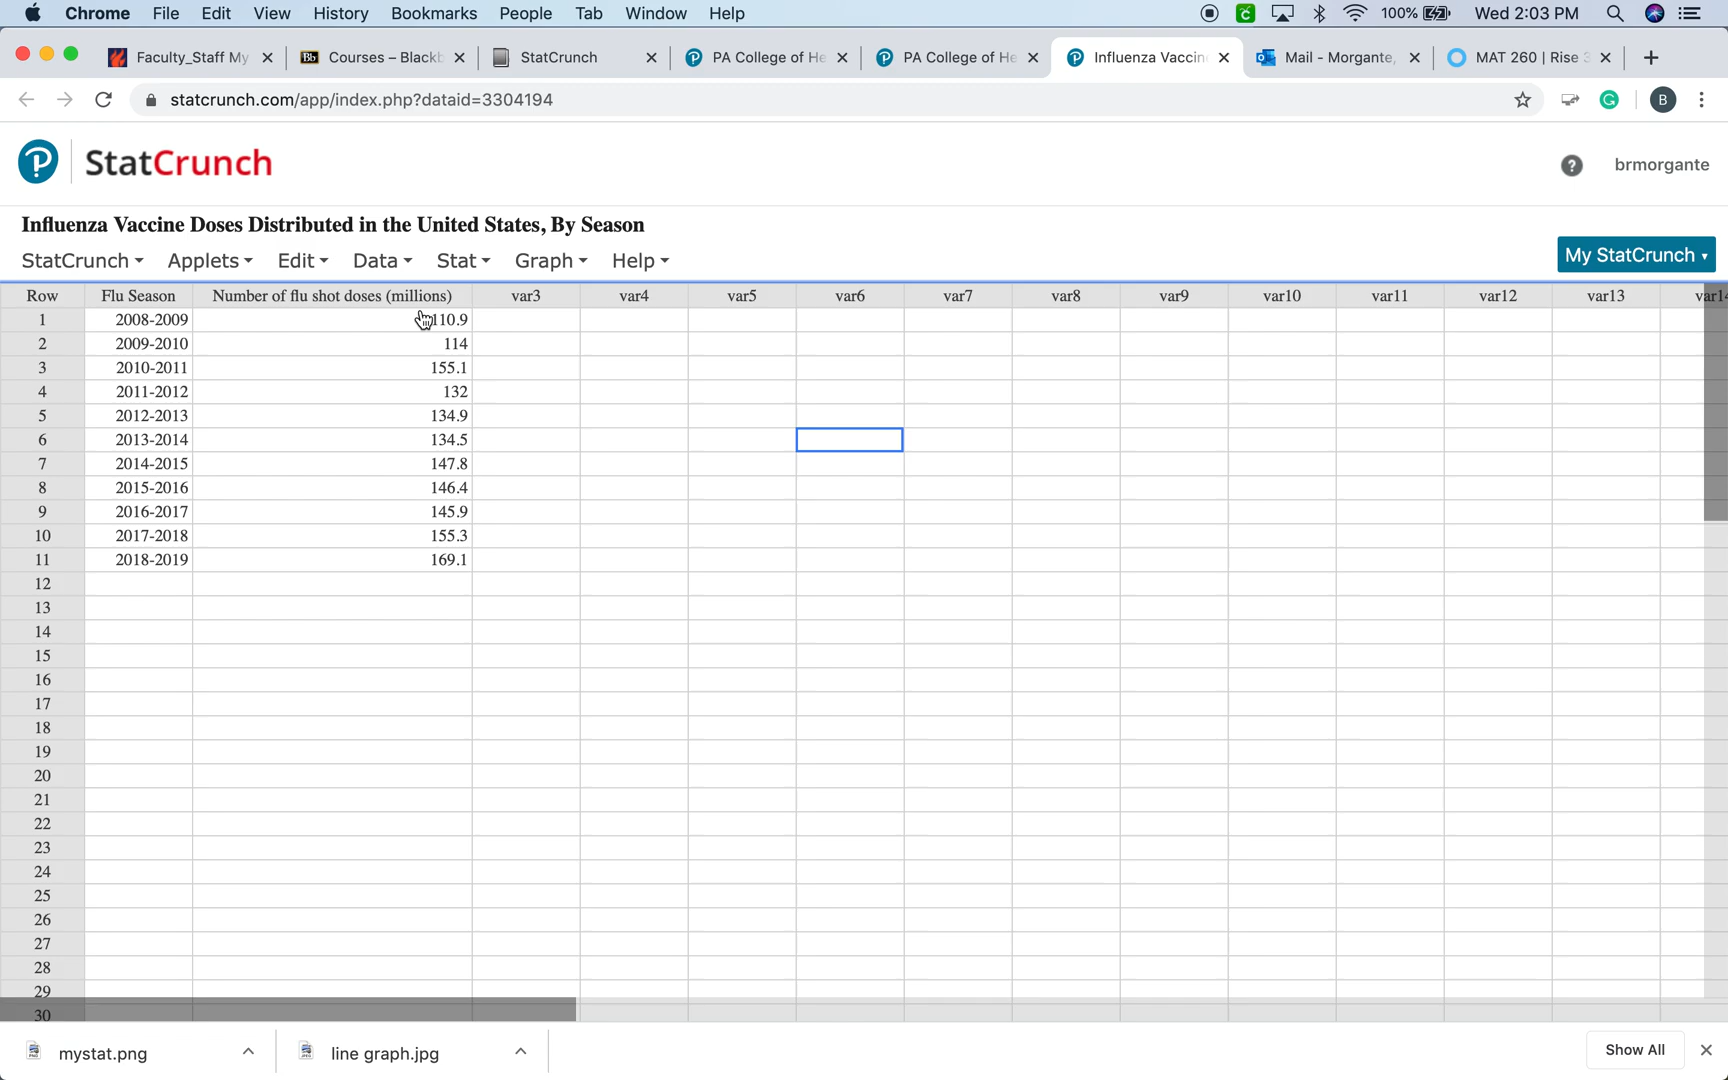 Chrome File Edit View History Bookmarks People Tab Window Help 100% Wed 2:03 PM
Faculty_Staff My Courses – Blackb StatCrunch PA College of He PA College of He Influenza Vaccin Mail - Morgante, MAT 260 | Rise 3
statcrunch.com/app/index.php?dataid=3304194 B
StatCrunch ? brmorgante
Influenza Vaccine Doses Distributed in the United States, By Season
StatCrunch Applets Edit Data Stat Graph Help My StatCrunch
Row Flu Season Number of flu shot doses (millions) var3 var4 var5 var6 var7 var8 var9 var10 var11 var12 var13 var14
1 2008-2009 110.9
2 2009-2010 114
3 2010-2011 155.1
4 2011-2012 132
5 2012-2013 134.9
6 2013-2014 134.5
7 2014-2015 147.8
8 2015-2016 146.4
9 2016-2017 145.9
10 2017-2018 155.3
11 2018-2019 169.1
12
13
14
15
16
17
18
19
20
21
22
23
24
25
26
27
28
29
30
mystat.png line graph.jpg Show All